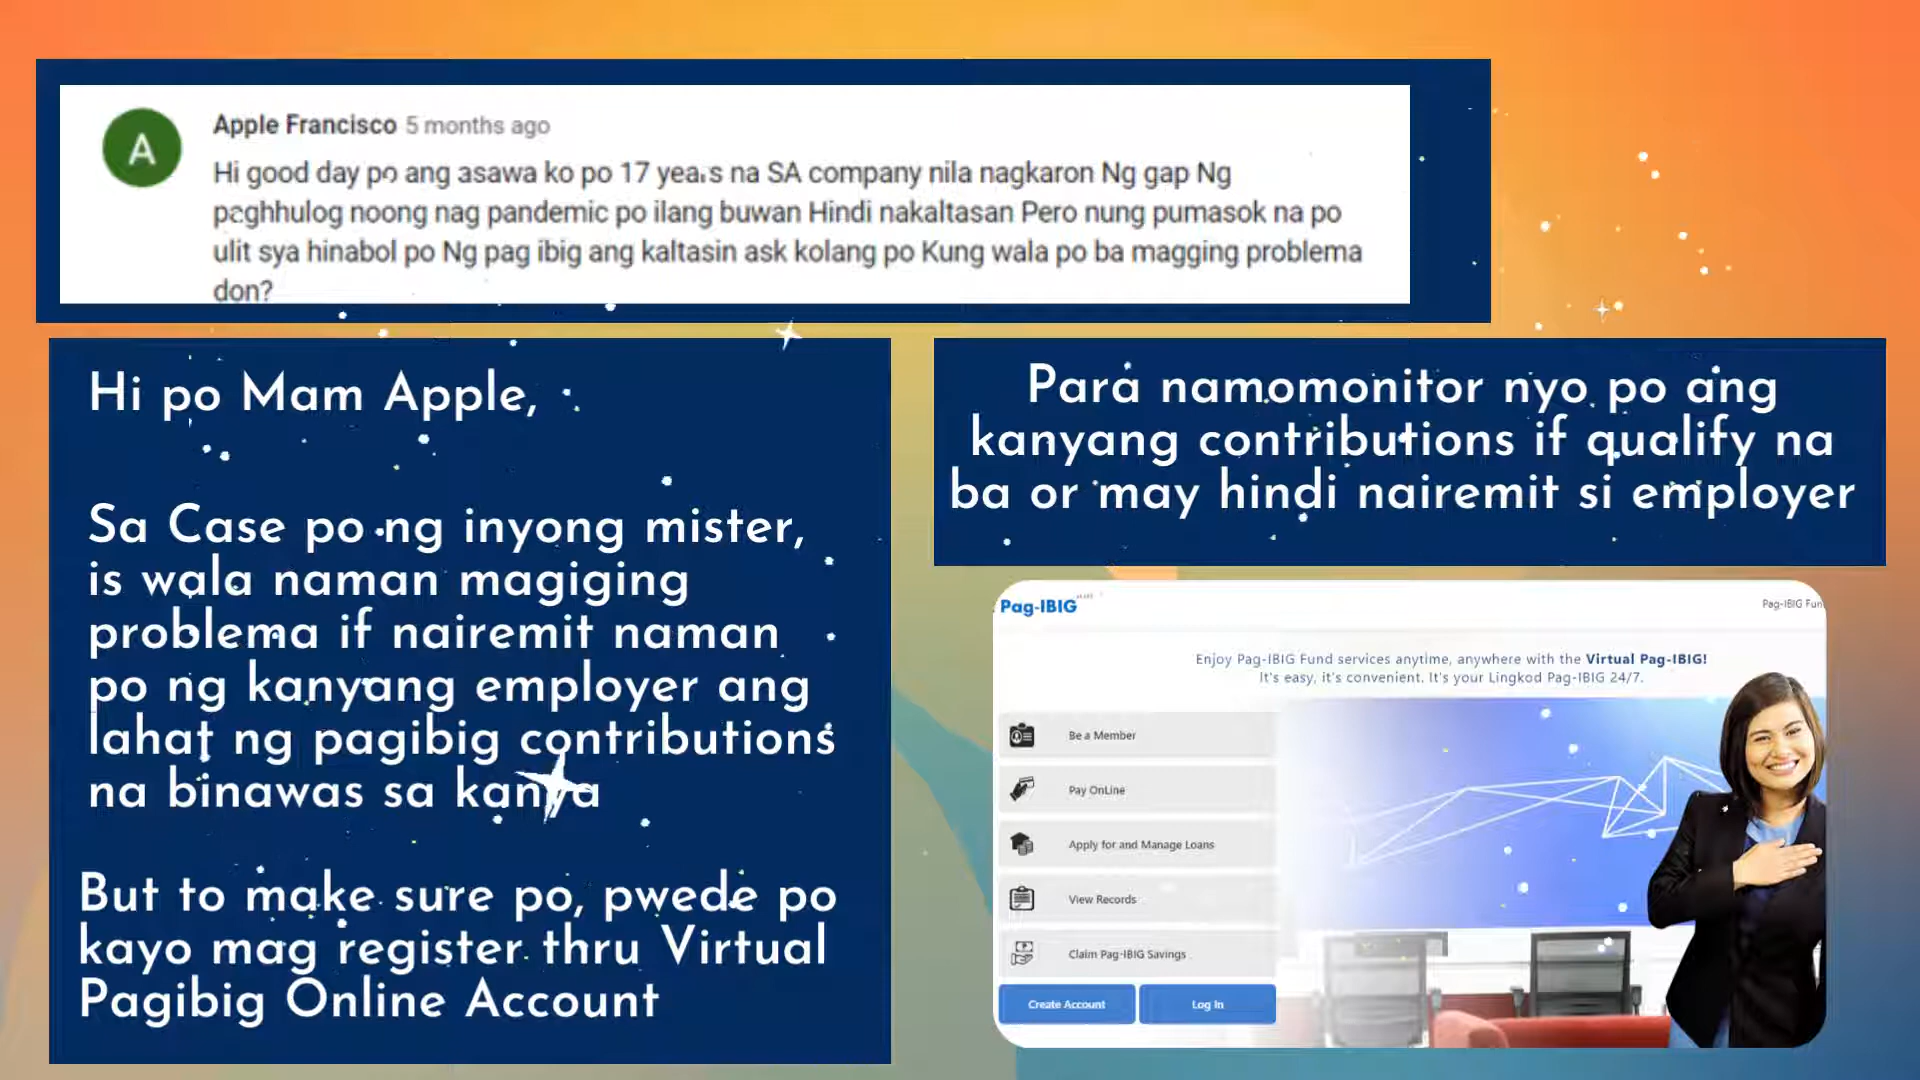 A
Apple Francisco 5 months ago
Hi good day po ang asawa ko po 17 years na SA company nila nagkaron Ng gap Ng
paghhulog noong nag pandemic po ilang buwan Hindi nakaltasan Pero nung pumasok na po
ulit sya hinabol po Ng pag ibig ang kaltasin ask kolang po Kung wala po ba magging problema
don?
Hi po Mam Apple,
Sa Case po ng inyong mister,
is wala naman magiging
problema if nairemit naman
po ng kanyang employer ang
lahat ng pagibig contributions
na binawas sa kanya
But to make sure po, pwede po
kayo mag register thru Virtual
Pagibig Online Account
Para namomonitor nyo po ang
kanyang contributions if qualify na
ba or may hindi nairemit si employer
Pag-IBIG
Pag-IBIG Fun
Enjoy Pag-IBIG Fund services anytime, anywhere with the Virtual Pag-IBIG!
It's easy, it's convenient. It's your Lingkod Pag-IBIG 24/7.
Be a Member
Pay OnLine
Apply for and Manage Loans
View Records
Claim Pag-IBIG Savings
Create Account
Log In